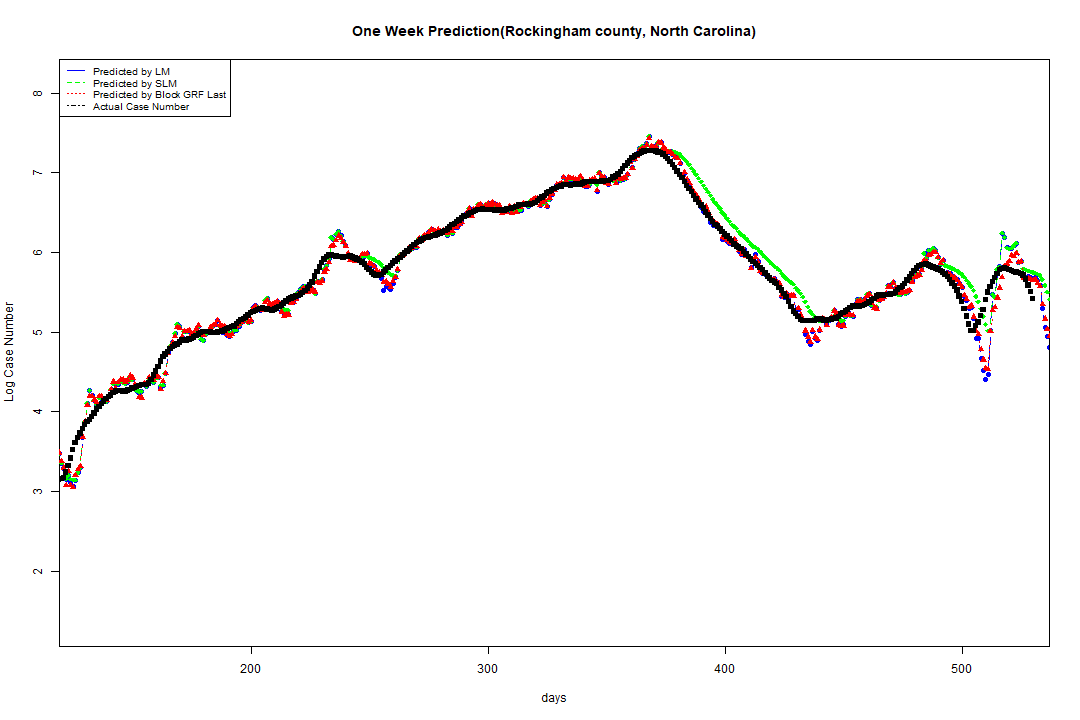 One Week Prediction(Rockingham county, North Carolina)
Predicted by LM
Predicted by SLM
Predicted by Block GRF Last
Actual Case Number
Log Case Number
8
7
6
5
4
3
2
200 300 400 500
days